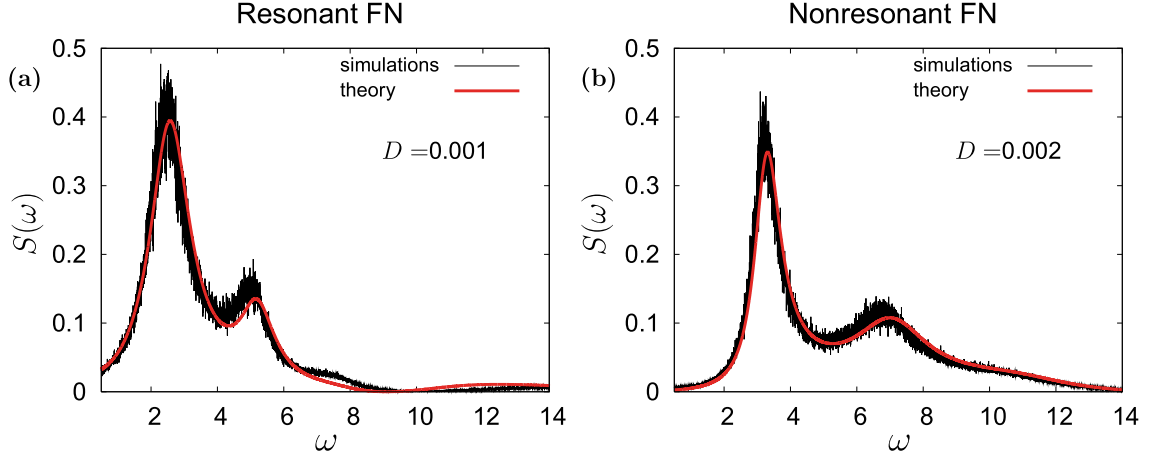 Resonant FN
(a)
simulations
theory
D =0.001
S(ω)
0.5
0.4
0.3
0.2
0.1
0
2 4 6 8 10 12 14
ω
Nonresonant FN
(b)
simulations
theory
D =0.002
S(ω)
0.5
0.4
0.3
0.2
0.1
0
2 4 6 8 10 12 14
ω